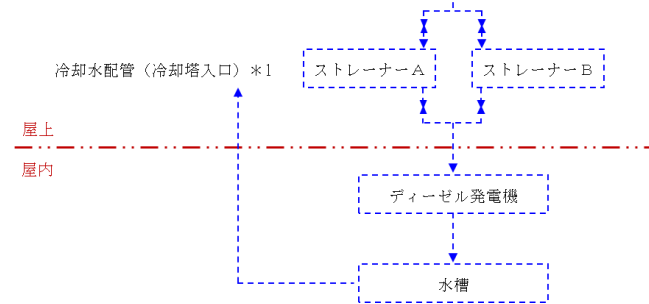 冷却水配管（冷却塔入口）＊1
ストレーナーA
ストレーナーB
屋上
屋内
ディーゼル発電機
水槽